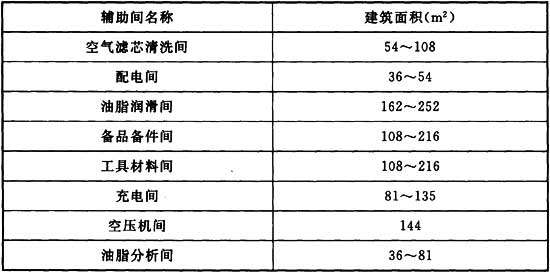 辅助间名称 建筑面积(m²)
空气滤芯清洗间 54～108
配电间 36～54
油脂润滑间 162～252
备品备件间 108～216
工具材料间 108～216
充电间 81～135
空压机间 144
油脂分析间 36～81